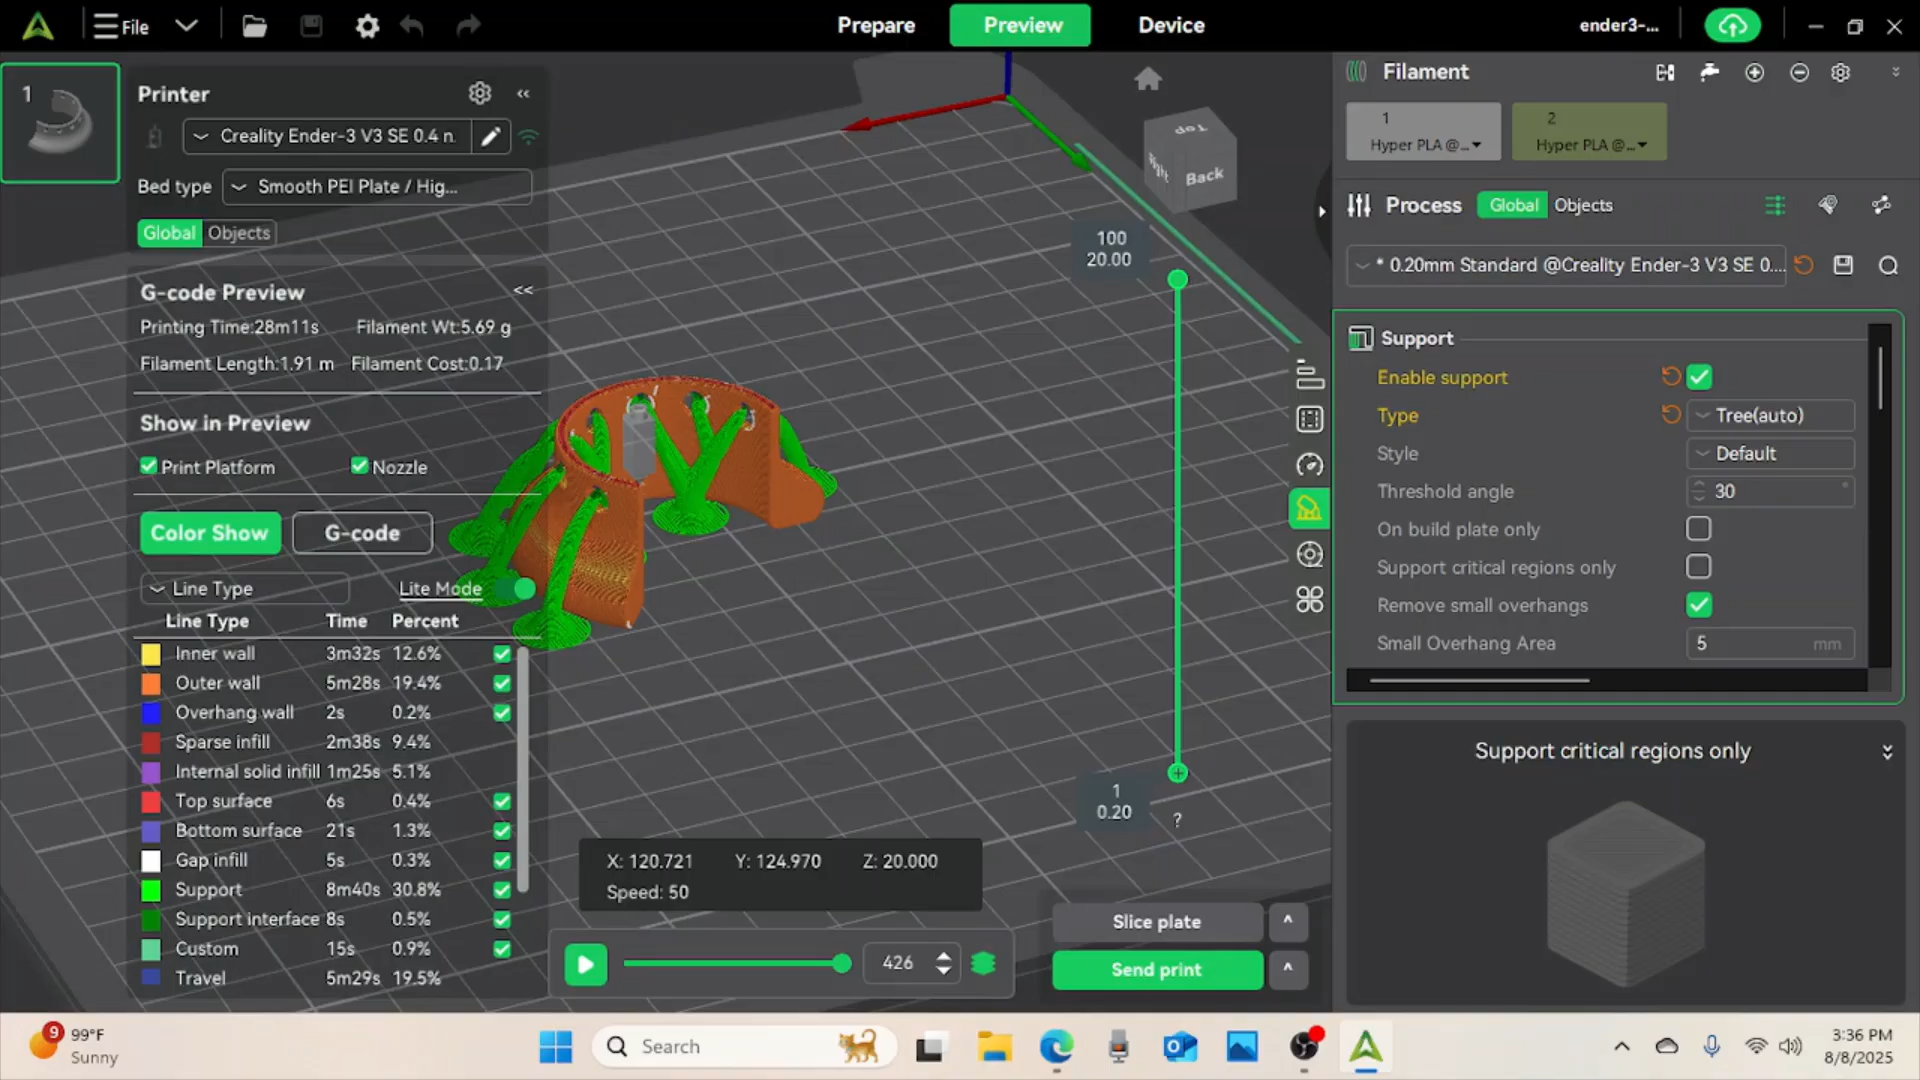 File
Prepare
Preview
Device
ender3-...
1
Printer
Creality Ender-3 V3 SE 0.4 n.
Bed type
Smooth PEI Plate / Hig...
Global
Objects
G-code Preview
<<
Printing Time:28m11s
Filament Wt:5.69 g
Filament Length:1.91 m
Filament Cost:0.17
Show in Preview
Print Platform
Nozzle
Color Show
G-code
Line Type
Lite Mode
Line Type Time Percent
Inner wall 3m32s 12.6%
Outer wall 5m28s 19.4%
Overhang wall 2s 0.2%
Sparse infill 2m38s 9.4%
Internal solid infill 1m25s 5.1%
Top surface 6s 0.4%
Bottom surface 21s 1.3%
Gap infill 5s 0.3%
Support 8m40s 30.8%
Support interface 8s 0.5%
Custom 15s 0.9%
Travel 5m29s 19.5%
Top
Right
Back
100
20.00
1
0.20
?
X: 120.721 Y: 124.970 Z: 20.000
Speed: 50
426
Slice plate
Send print
Filament
1
Hyper PLA @...
2
Hyper PLA @...
Process
Global
Objects
* 0.20mm Standard @Creality Ender-3 V3 SE 0....
Support
Enable support
Type
Tree(auto)
Style
Default
Threshold angle
30 °
On build plate only
Support critical regions only
Remove small overhangs
Small Overhang Area
5 mm
Support critical regions only
9
99°F
Sunny
Search
3:36 PM
8/8/2025